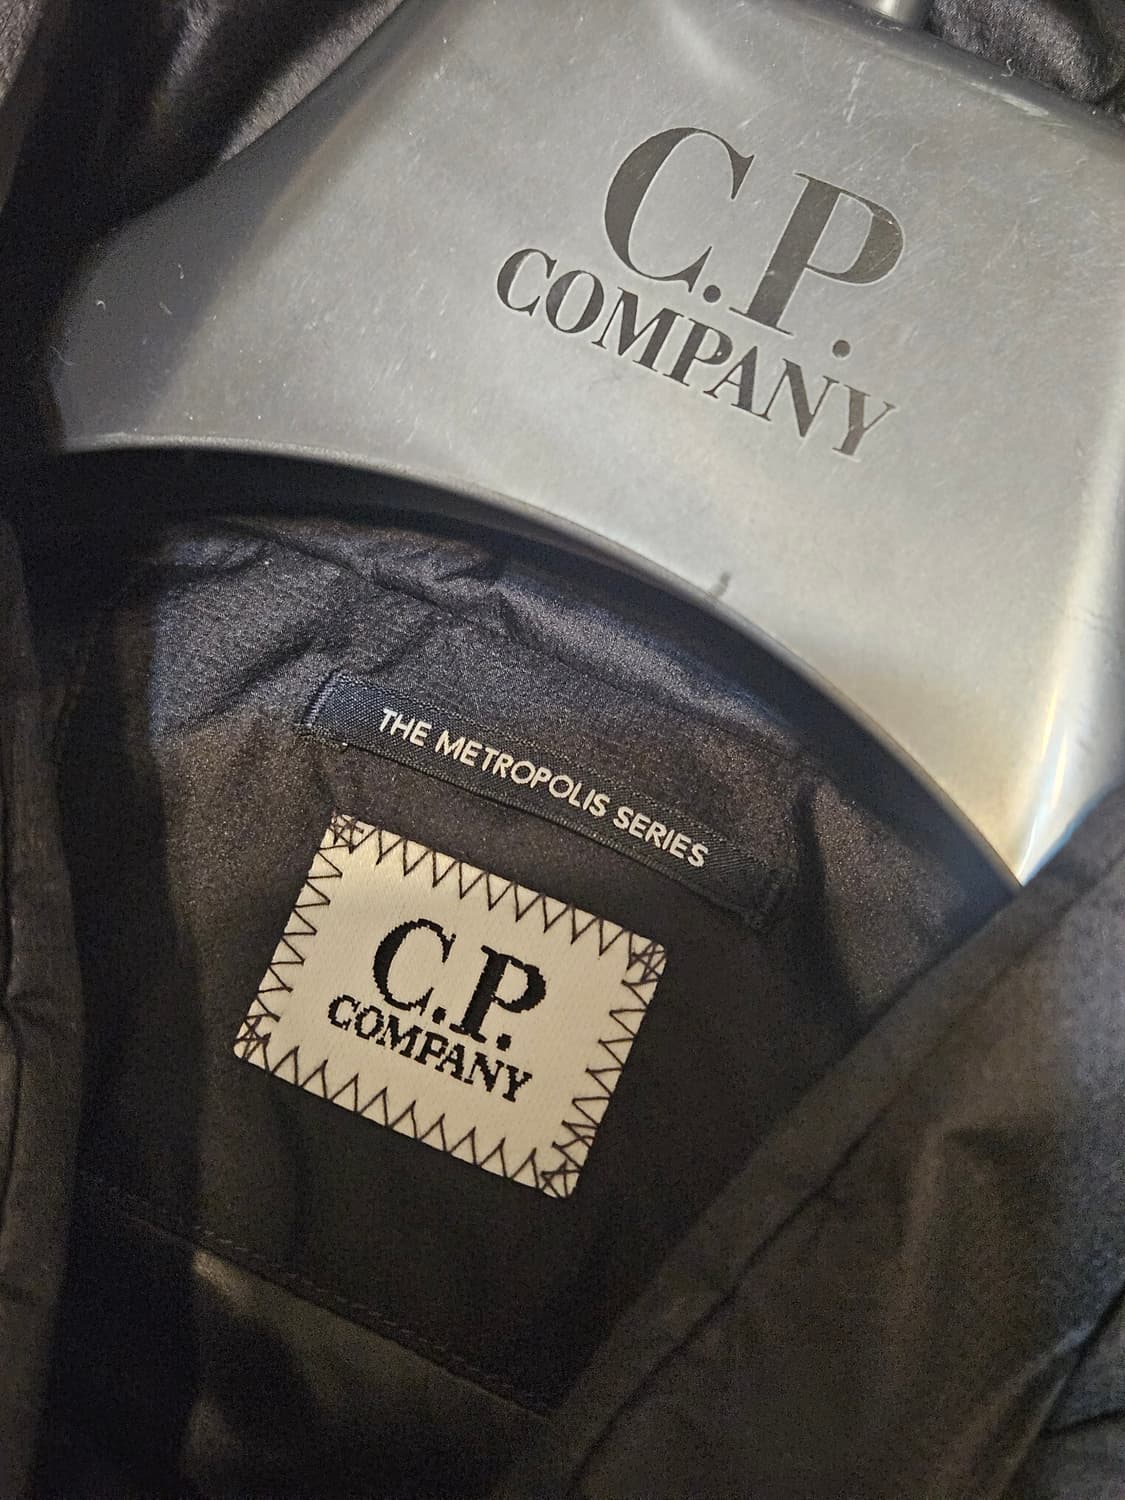 C.P.
COMPANY
THE METROPOLIS SERIES
C.P.
COMPANY